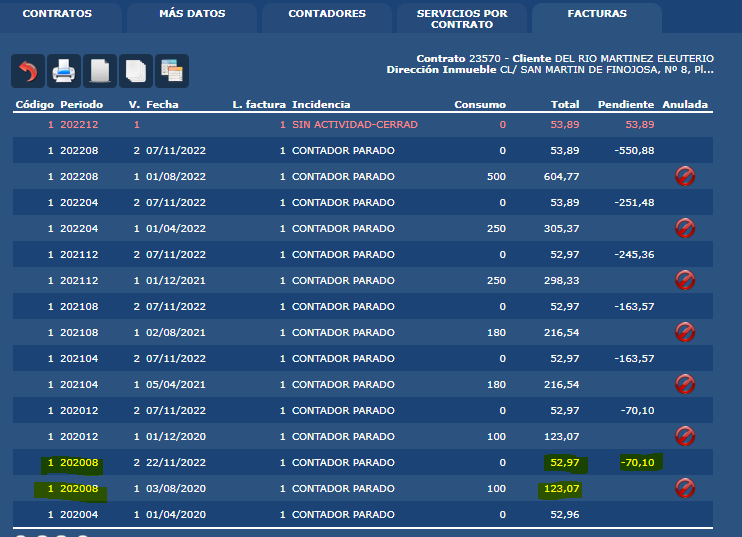 CONTRATOS MÁS DATOS CONTADORES SERVICIOS POR CONTRATO FACTURAS
Contrato 23570 - Cliente DEL RIO MARTINEZ ELEUTERIO
Dirección Inmueble CL/ SAN MARTIN DE FINOJOSA, Nº 8, Pl...
Código Periodo V. Fecha L. factura Incidencia Consumo Total Pendiente Anulada
1 202212 1 1 SIN ACTIVIDAD-CERRAD 0 53,89 53,89
1 202208 2 07/11/2022 1 CONTADOR PARADO 0 53,89 -550,88
1 202208 1 01/08/2022 1 CONTADOR PARADO 500 604,77
1 202204 2 07/11/2022 1 CONTADOR PARADO 0 53,89 -251,48
1 202204 1 01/04/2022 1 CONTADOR PARADO 250 305,37
1 202112 2 07/11/2022 1 CONTADOR PARADO 0 52,97 -245,36
1 202112 1 01/12/2021 1 CONTADOR PARADO 250 298,33
1 202108 2 07/11/2022 1 CONTADOR PARADO 0 52,97 -163,57
1 202108 1 02/08/2021 1 CONTADOR PARADO 180 216,54
1 202104 2 07/11/2022 1 CONTADOR PARADO 0 52,97 -163,57
1 202104 1 05/04/2021 1 CONTADOR PARADO 180 216,54
1 202012 2 07/11/2022 1 CONTADOR PARADO 0 52,97 -70,10
1 202012 1 01/12/2020 1 CONTADOR PARADO 100 123,07
1 202008 2 22/11/2022 1 CONTADOR PARADO 0 52,97 -70,10
1 202008 1 03/08/2020 1 CONTADOR PARADO 100 123,07
1 202004 1 01/04/2020 1 CONTADOR PARADO 0 52,96